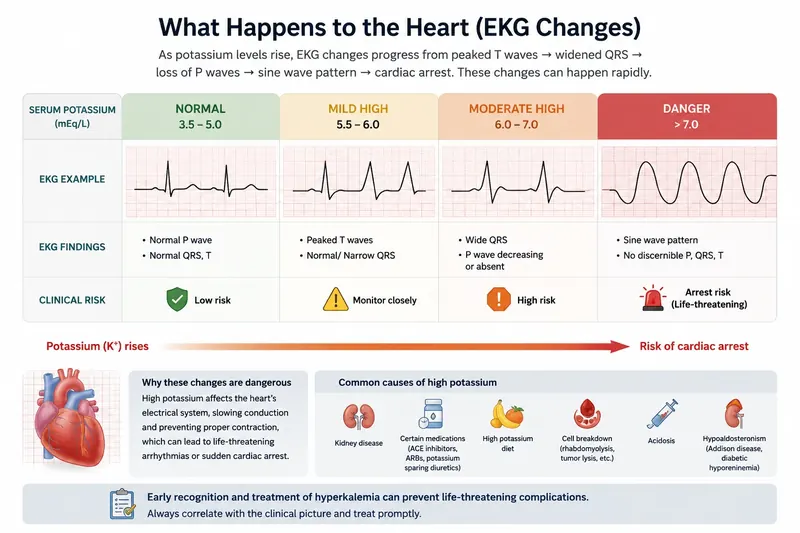 What Happens to the Heart (EKG Changes)
As potassium levels rise, EKG changes progress from peaked T waves → widened QRS →
loss of P waves → sine wave pattern → cardiac arrest. These changes can happen rapidly.
SERUM POTASSIUM
(mEq/L)
NORMAL
3.5 – 5.0
MILD HIGH
5.5 – 6.0
MODERATE HIGH
6.0 – 7.0
DANGER
> 7.0
EKG EXAMPLE
EKG FINDINGS
• Normal P wave
• Normal QRS, T
• Peaked T waves
• Normal/ Narrow QRS
• Wide QRS
• P wave decreasing
or absent
• Sine wave pattern
• No discernible P, QRS, T
CLINICAL RISK
Low risk
Monitor closely
High risk
Arrest risk
(Life-threatening)
Potassium (K⁺) rises
Risk of cardiac arrest
Why these changes are dangerous
High potassium affects the heart's
electrical system, slowing conduction
and preventing proper contraction,
which can lead to life-threatening
arrhythmias or sudden cardiac arrest.
Common causes of high potassium
Kidney disease
Certain medications
(ACE inhibitors,
ARBs, potassium
sparing diuretics)
High potassium
diet
Cell breakdown
(rhabdomyolysis,
tumor lysis, etc.)
Acidosis
Hypoaldosteronism
(Addison disease,
diabetic
hyporeninemia)
Early recognition and treatment of hyperkalemia can prevent life-threatening complications.
Always correlate with the clinical picture and treat promptly.